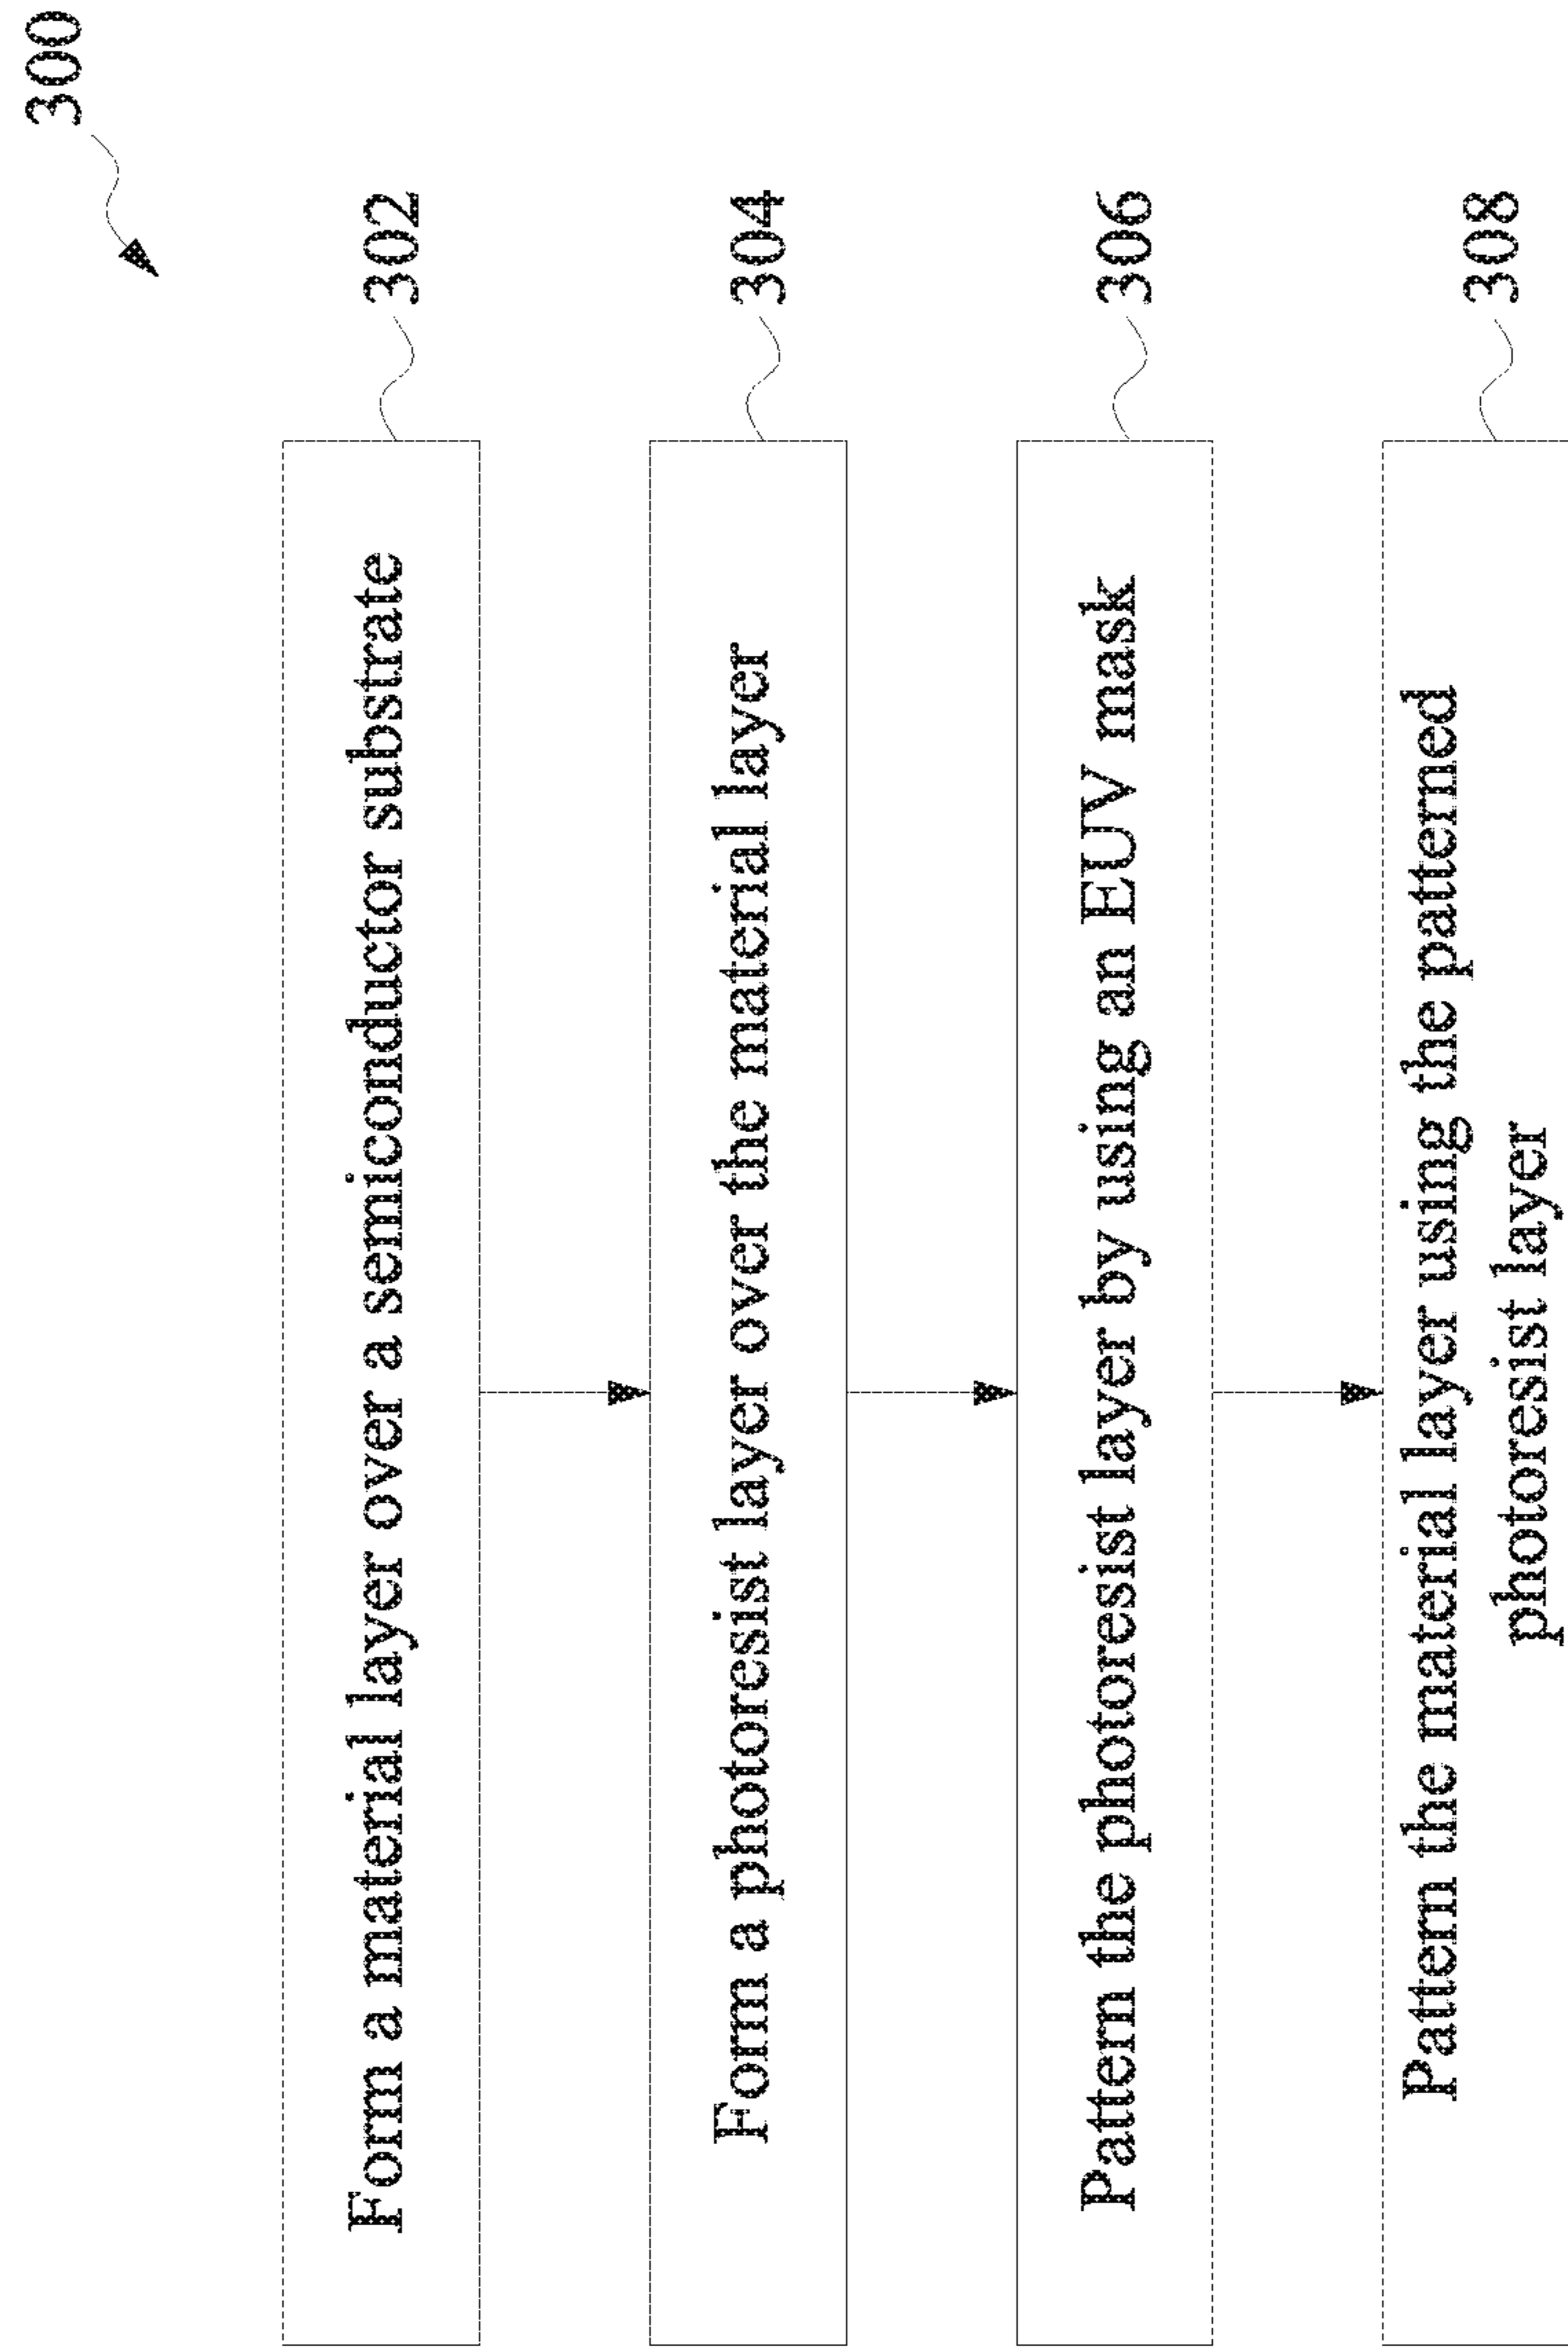 300
Form a material layer over a semiconductor substrate
302
Form a photoresist layer over the material layer
304
Pattern the photoresist layer by using an EUV mask
306
Pattern the material layer using the patterned
photoresist layer
308